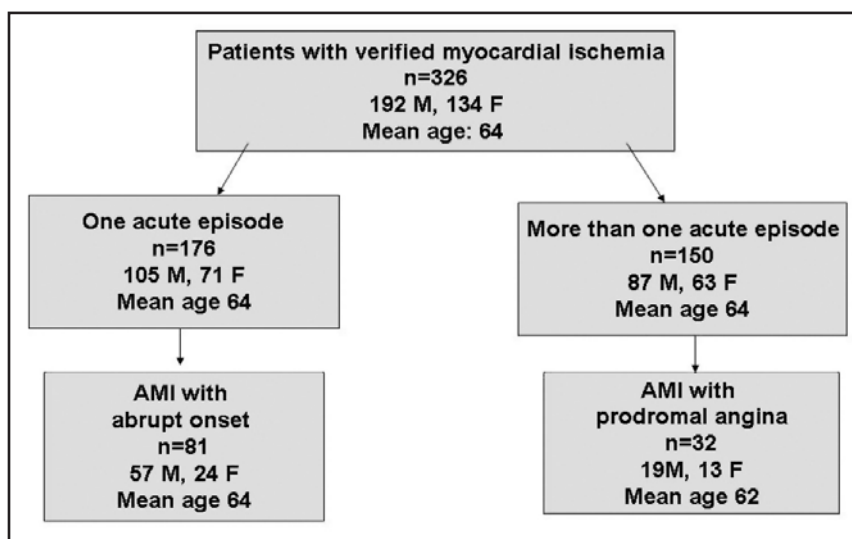 Patients with verified myocardial ischemia
n=326
192 M, 134 F
Mean age: 64
One acute episode
n=176
105 M, 71 F
Mean age 64
More than one acute episode
n=150
87 M, 63 F
Mean age 64
AMI with
abrupt onset
n=81
57 M, 24 F
Mean age 64
AMI with
prodromal angina
n=32
19M, 13 F
Mean age 62